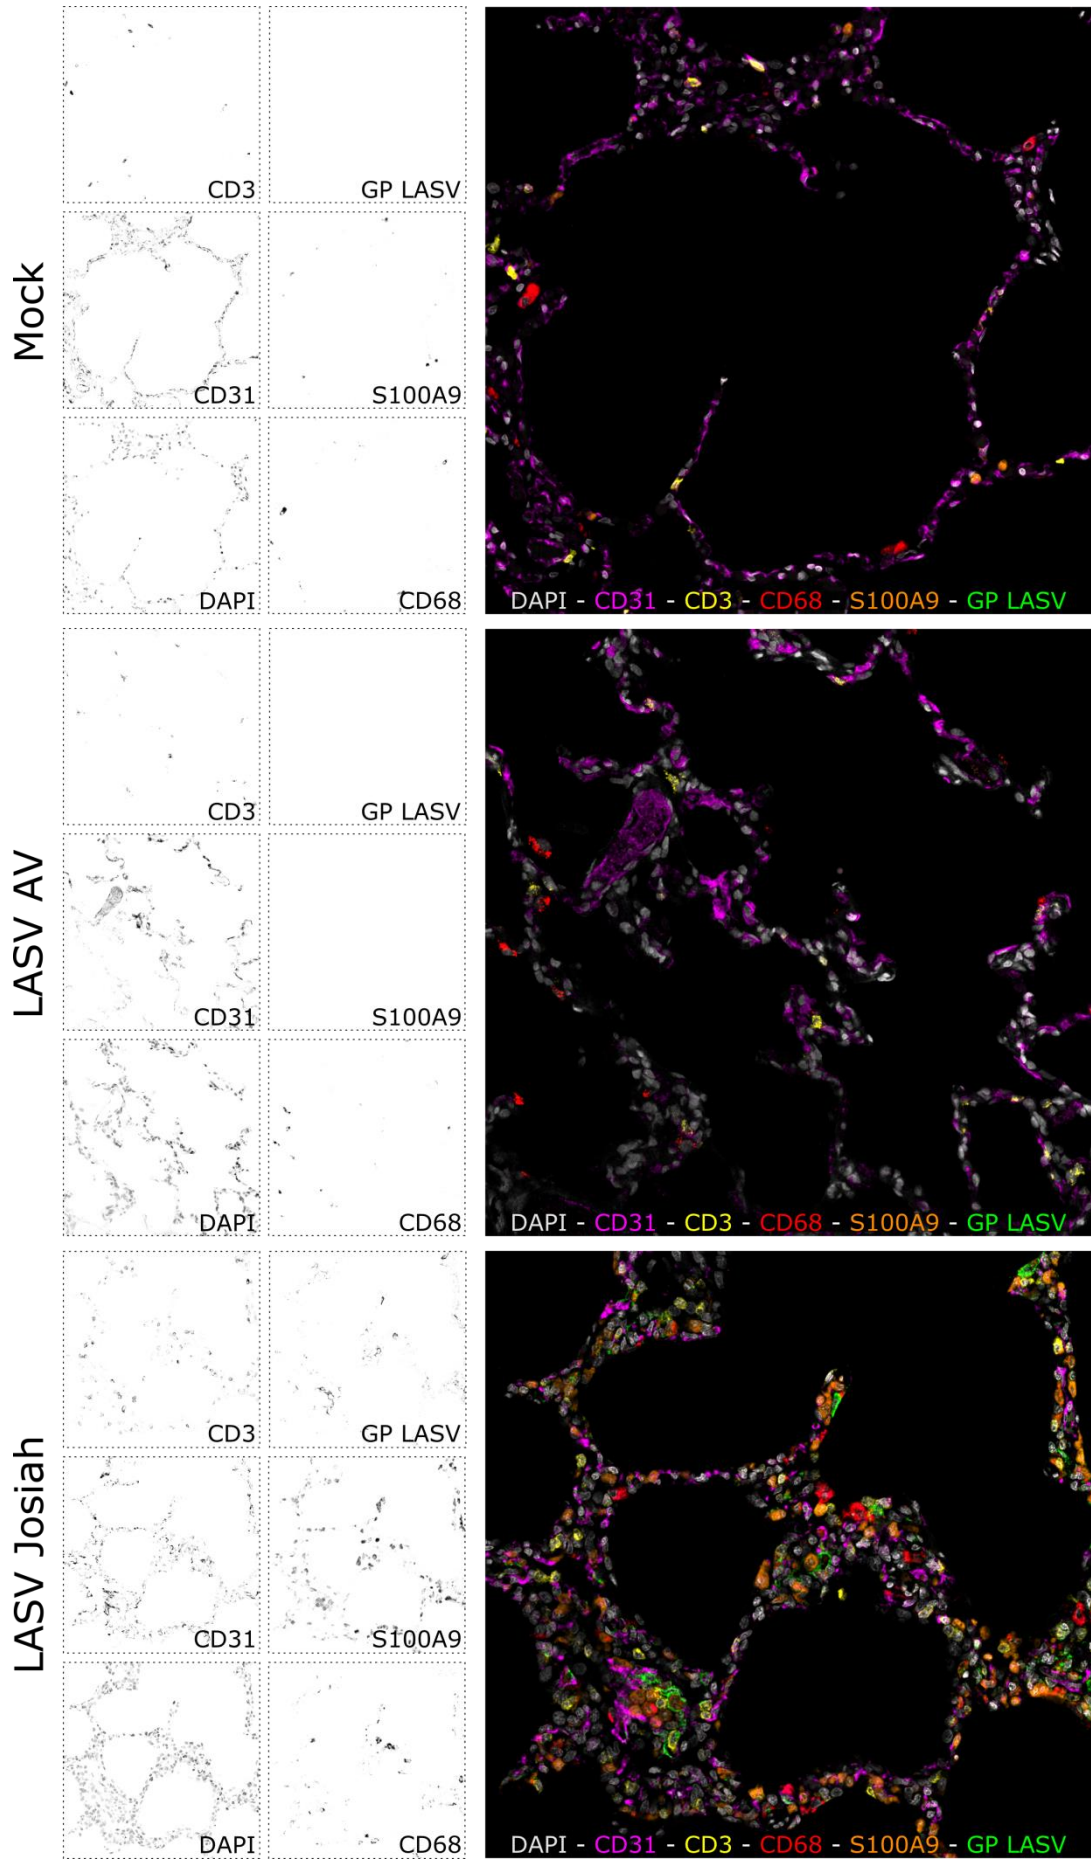 Mock
CD3
GP LASV
CD31
S100A9
DAPI
CD68
DAPI - CD31 - CD3 - CD68 - S100A9 - GP LASV
LASV AV
CD3
GP LASV
CD31
S100A9
DAPI
CD68
DAPI - CD31 - CD3 - CD68 - S100A9 - GP LASV
LASV Josiah
CD3
GP LASV
CD31
S100A9
DAPI
CD68
DAPI - CD31 - CD3 - CD68 - S100A9 - GP LASV